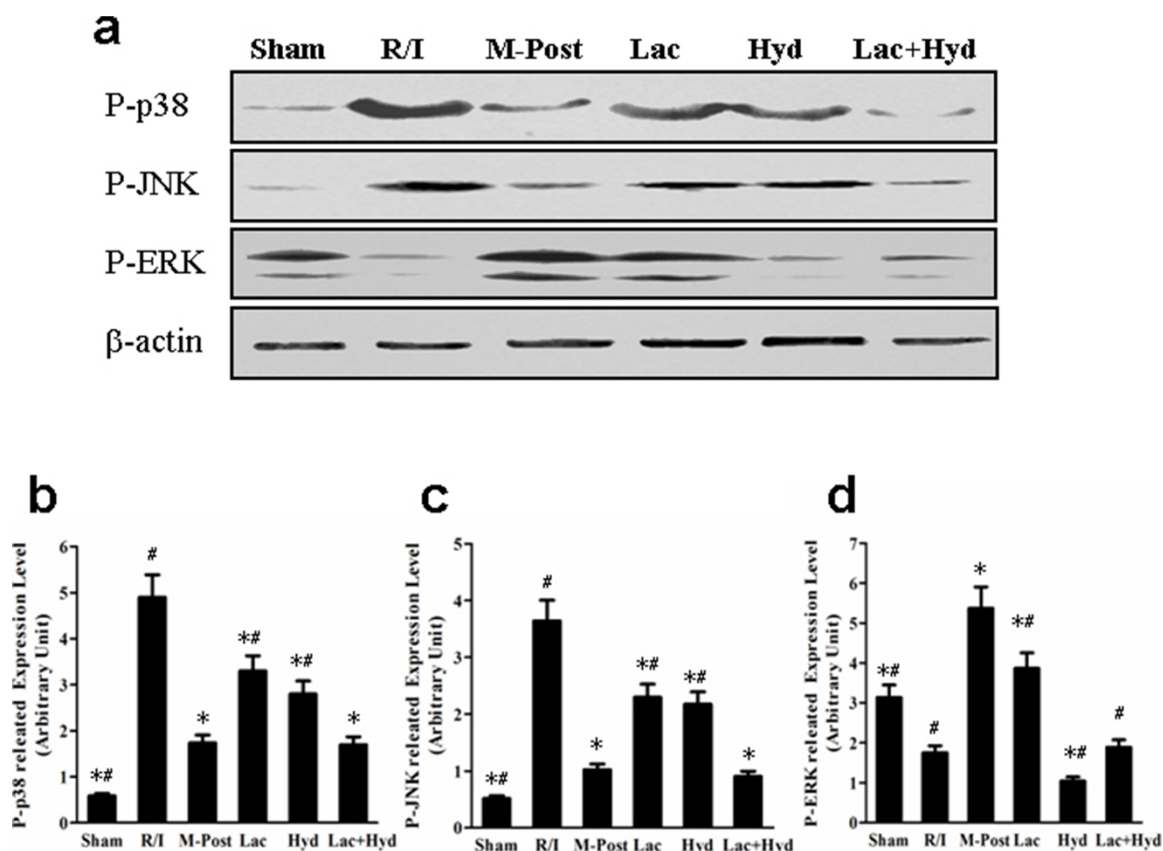 a
Sham R/I M-Post Lac Hyd Lac+Hyd
P-p38
P-JNK
P-ERK
β-actin
b
P-p38 releated Expression Level
(Arbitrary Unit)
6
5
4
3
2
1
0
#
*#
*#
*
*
*#
Sham R/I M-Post Lac Hyd Lac+Hyd
c
P-JNK releated Expression Level
(Arbitrary Unit)
5
4
3
2
1
0
#
*#
*#
*
*
*#
Sham R/I M-Post Lac Hyd Lac+Hyd
d
P-ERK releated Expression Level
(Arbitrary Unit)
7
6
5
4
3
2
1
0
*
*#
*#
#
#
*#
Sham R/I M-Post Lac Hyd Lac+Hyd